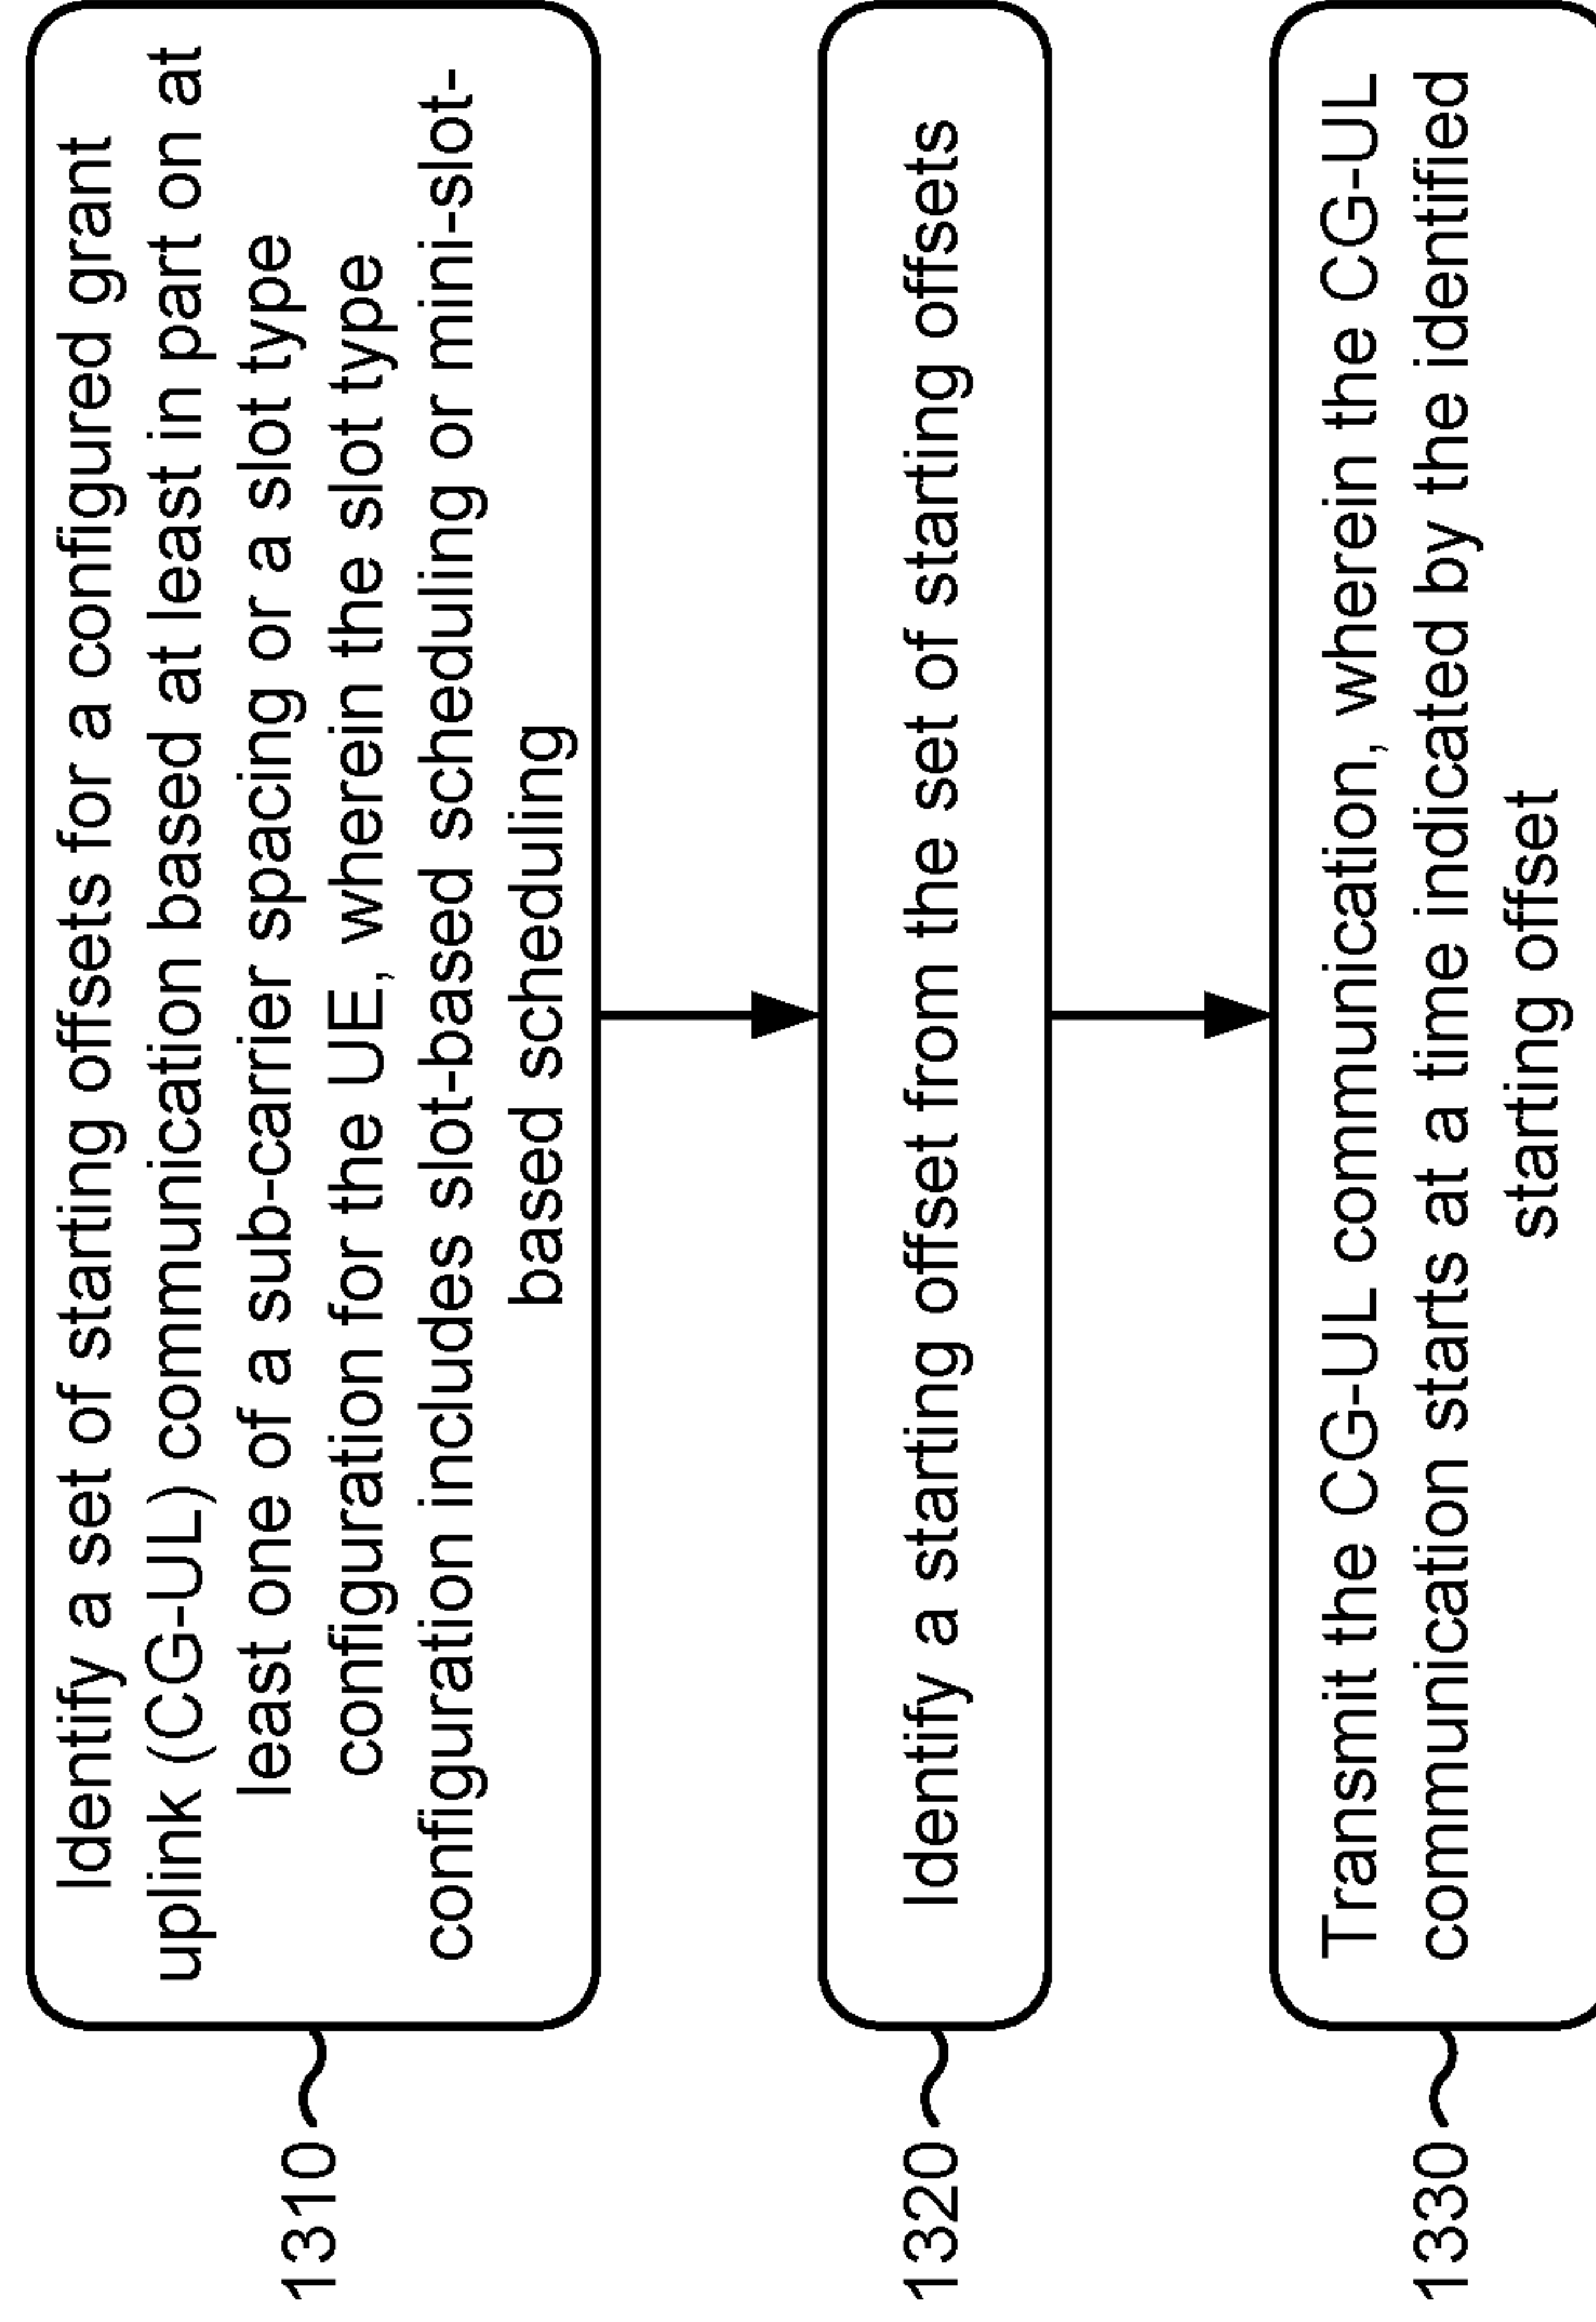 1310
Identify a set of starting offsets for a configured grant
uplink (CG-UL) communication based at least in part on at
least one of a sub-carrier spacing or a slot type
configuration for the UE, wherein the slot type
configuration includes slot-based scheduling or mini-slot-
based scheduling
1320
Identify a starting offset from the set of starting offsets
1330
Transmit the CG-UL communication, wherein the CG-UL
communication starts at a time indicated by the identified
starting offset